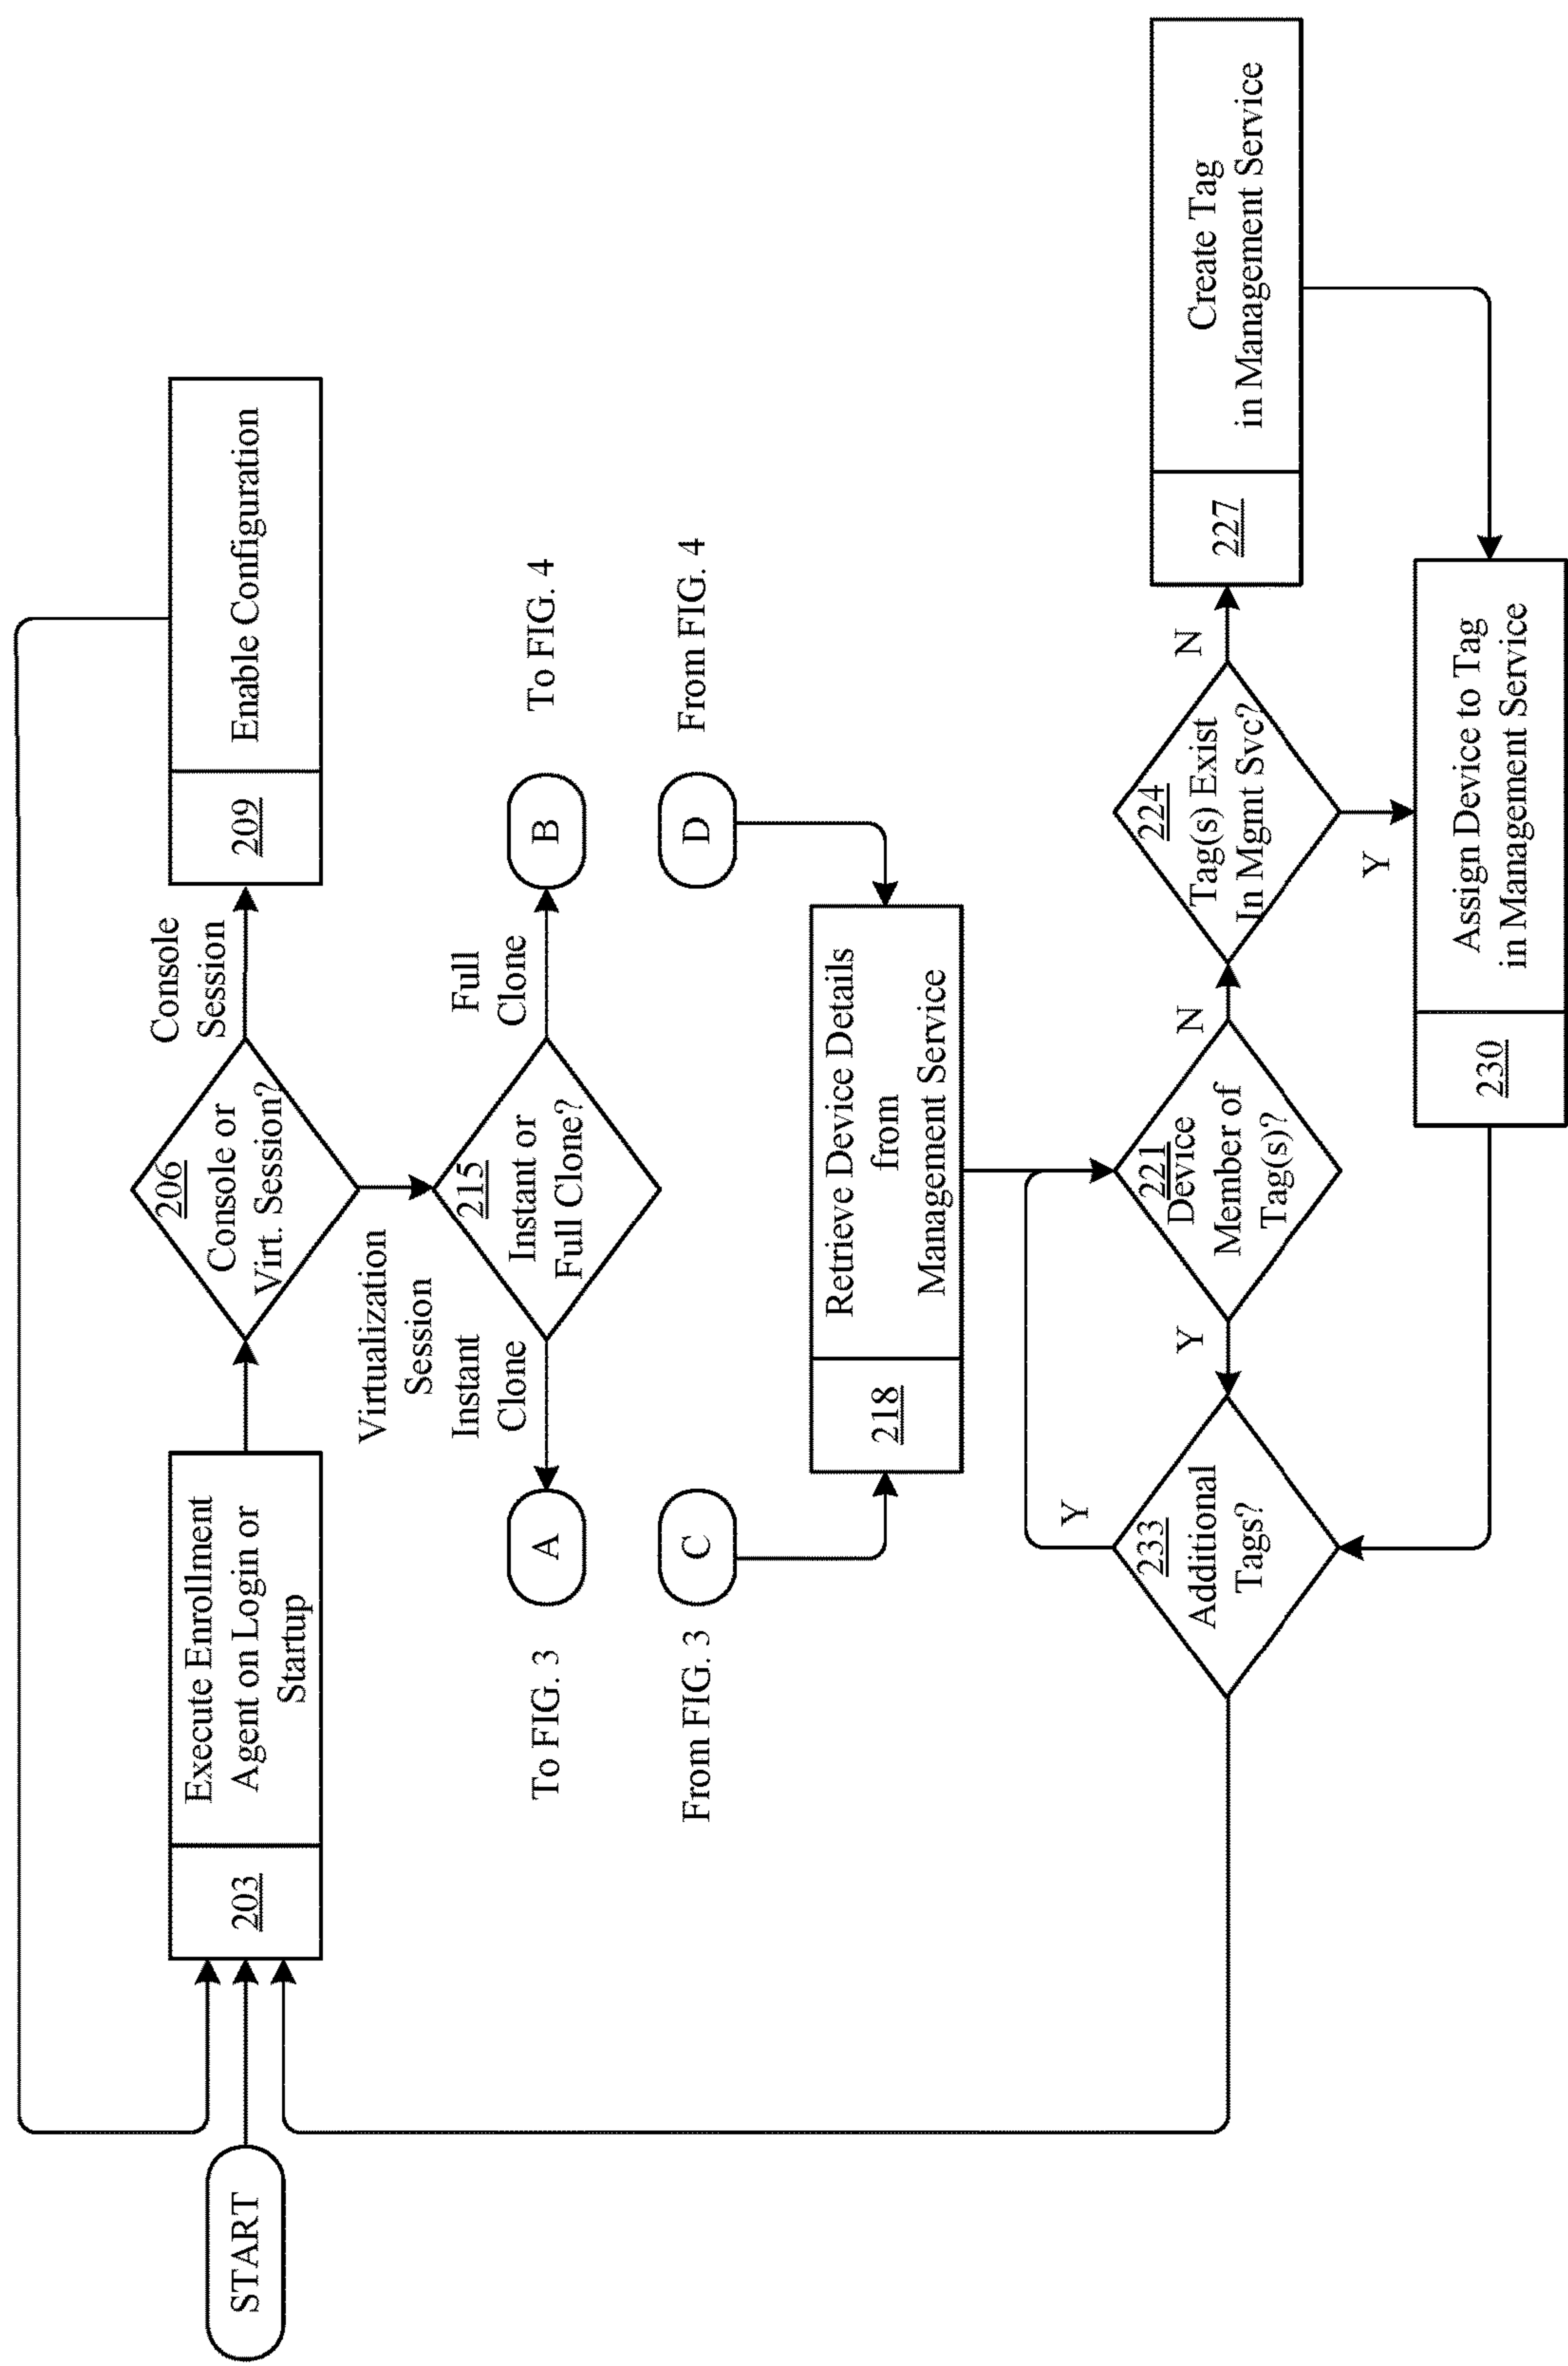 START
203
Execute Enrollment
Agent on Login or
Startup
206
Console or
Virt. Session?
Console
Session
209
Enable Configuration
Virtualization
Session
215
Instant or
Full Clone?
Instant
Clone
Full
Clone
To FIG. 3
A
B
To FIG. 4
From FIG. 3
C
D
From FIG. 4
218
Retrieve Device Details
from
Management Service
233
Additional
Tags?
Y
Y
221
Device
Member of
Tag(s)?
N
224
Tag(s) Exist
In Mgmt Svc?
N
Y
227
Create Tag
in Management Service
230
Assign Device to Tag
in Management Service